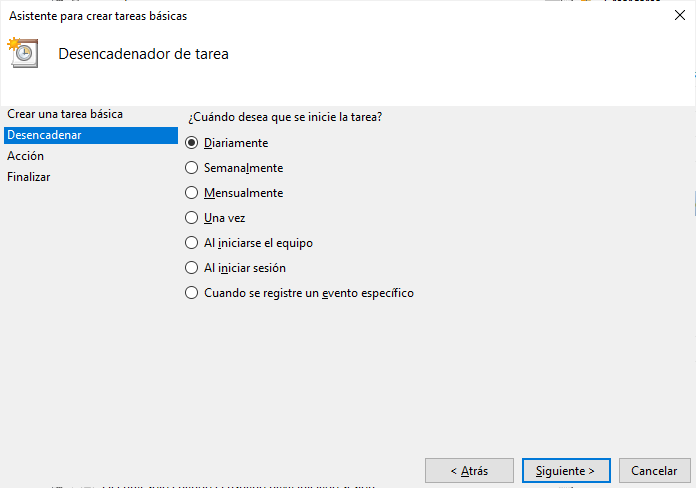 Asistente para crear tareas básicas
Desencadenador de tarea
Crear una tarea básica
Desencadenar
Acción
Finalizar
¿Cuándo desea que se inicie la tarea?
Diariamente
Semanalmente
Mensualmente
Una vez
Al iniciarse el equipo
Al iniciar sesión
Cuando se registre un evento específico
< Atrás
Siguiente >
Cancelar